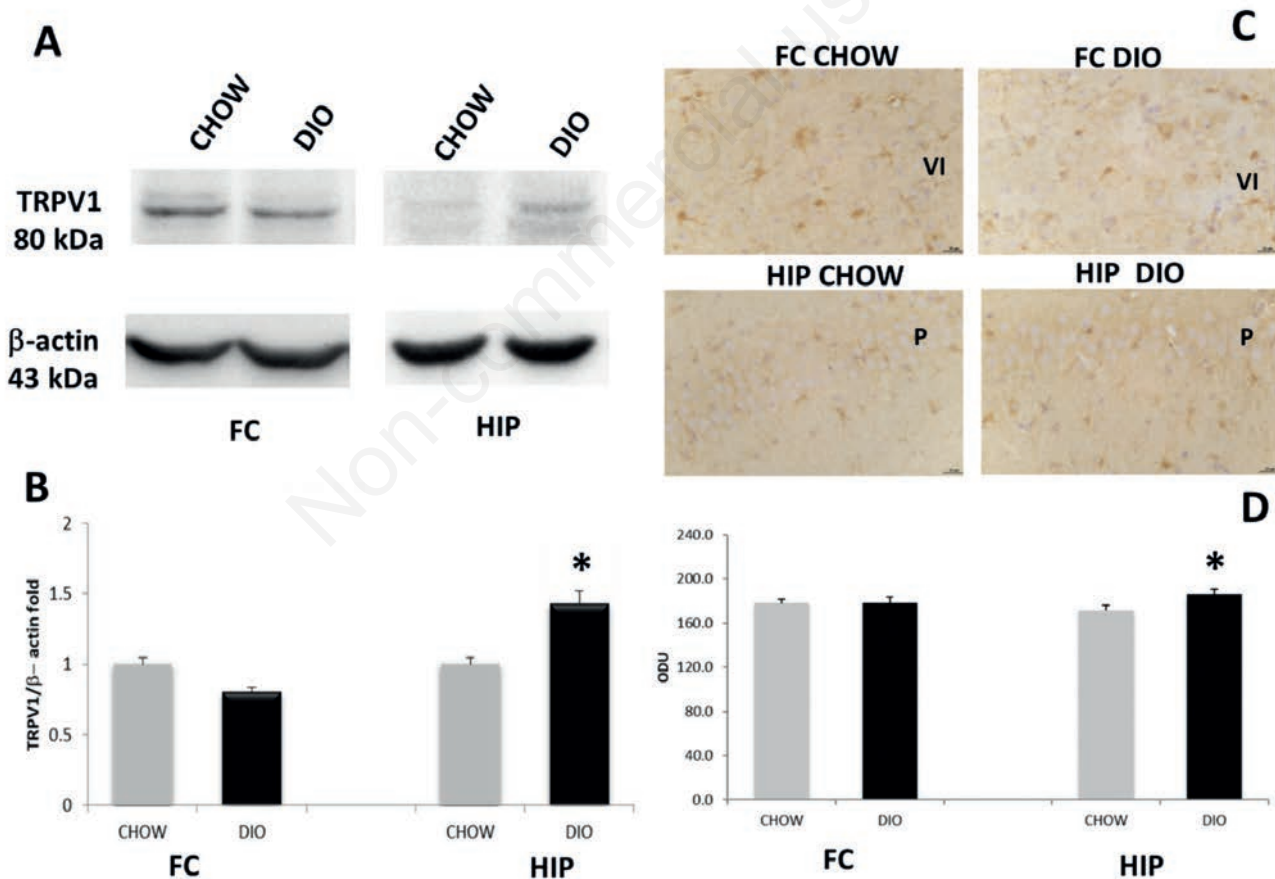 A
CHOW
DIO
CHOW
DIO
TRPV1
80 kDa
β-actin
43 kDa
FC
HIP
B
2
1.5
1
0.5
0
TRPV1/β− actin fold
*
CHOW
DIO
CHOW
DIO
FC
HIP
C
FC CHOW
FC DIO
VI
VI
HIP CHOW
HIP DIO
P
P
D
240.0
200.0
160.0
120.0
80.0
40.0
0.0
ODU
*
CHOW
DIO
CHOW
DIO
FC
HIP
Non-commercial us